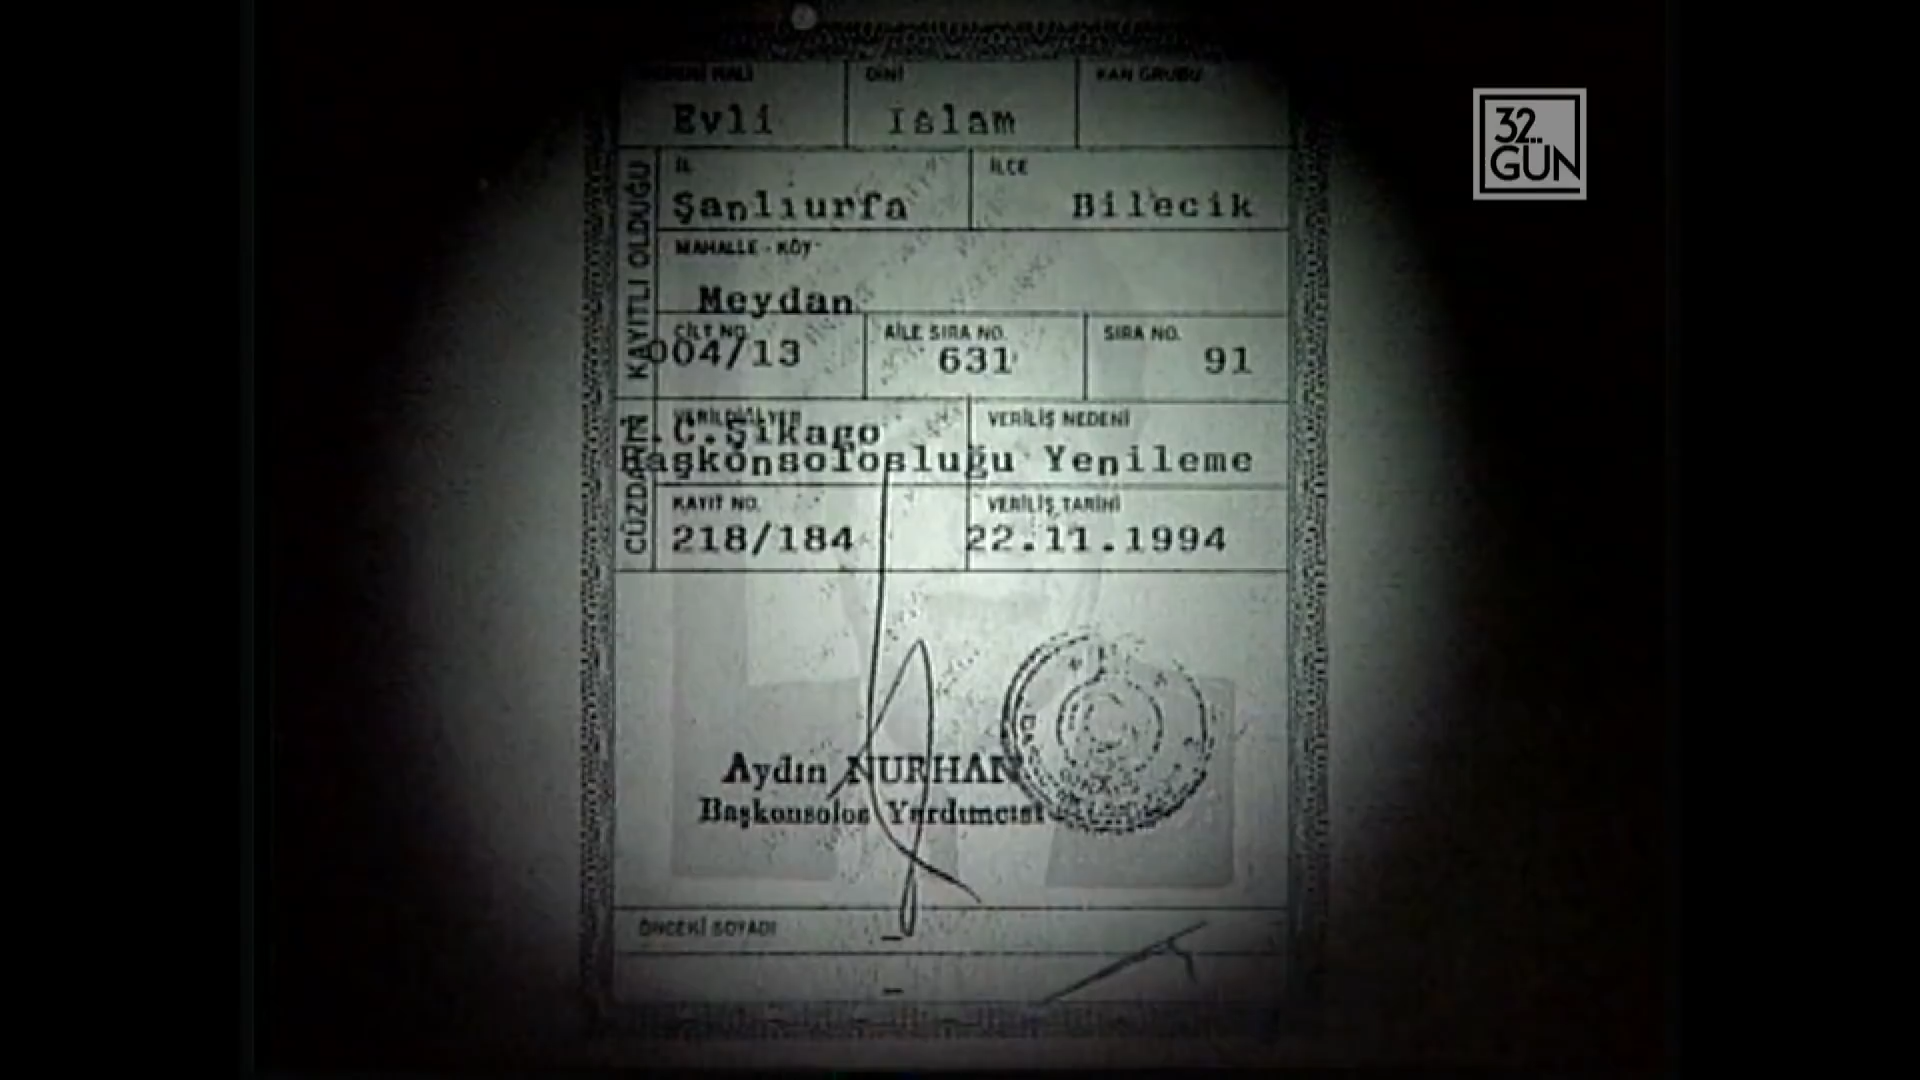 32.
GÜN
MEDENİ HALİ DİNİ KAN GRUBU
Evli Islam
KAYITLI OLDUĞU
İL İLÇE
Şanlıurfa Bilecik
MAHALLE - KÖY
Meydan
CİLT NO. AİLE SIRA NO. SIRA NO.
004/13 631 91
CÜZDANIN
VERİLDİĞİ YER VERİLİŞ NEDENİ
T.C.Şikago
Başkonsolosluğu Yenileme
KAYIT NO. VERİLİŞ TARİHİ
218/184 22.11.1994
Aydın NURHAN
Başkonsolos Yardımcısı
ÖNCEKİ SOYADI